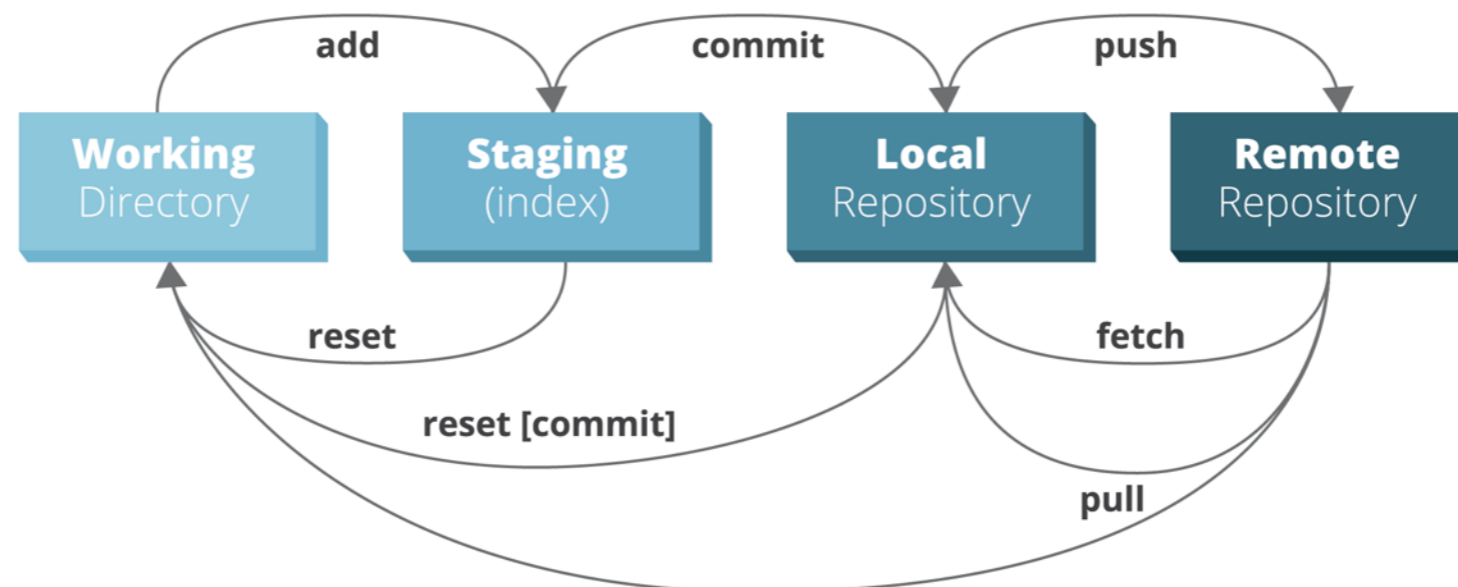 add
commit
push
Working
Directory
Staging
(index)
Local
Repository
Remote
Repository
reset
fetch
reset [commit]
pull